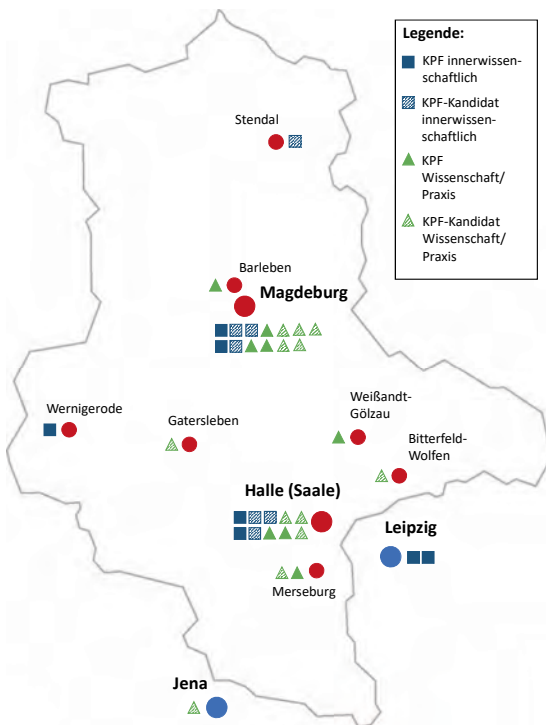 Legende:
KPF innerwissen-
schaftlich
KPF-Kandidat
innerwissen-
schaftlich
KPF
Wissenschaft/
Praxis
KPF-Kandidat
Wissenschaft/
Praxis
Stendal
Barleben
Magdeburg
Wernigerode
Gatersleben
Weißandt-
Gölzau
Bitterfeld-
Wolfen
Halle (Saale)
Leipzig
Merseburg
Jena